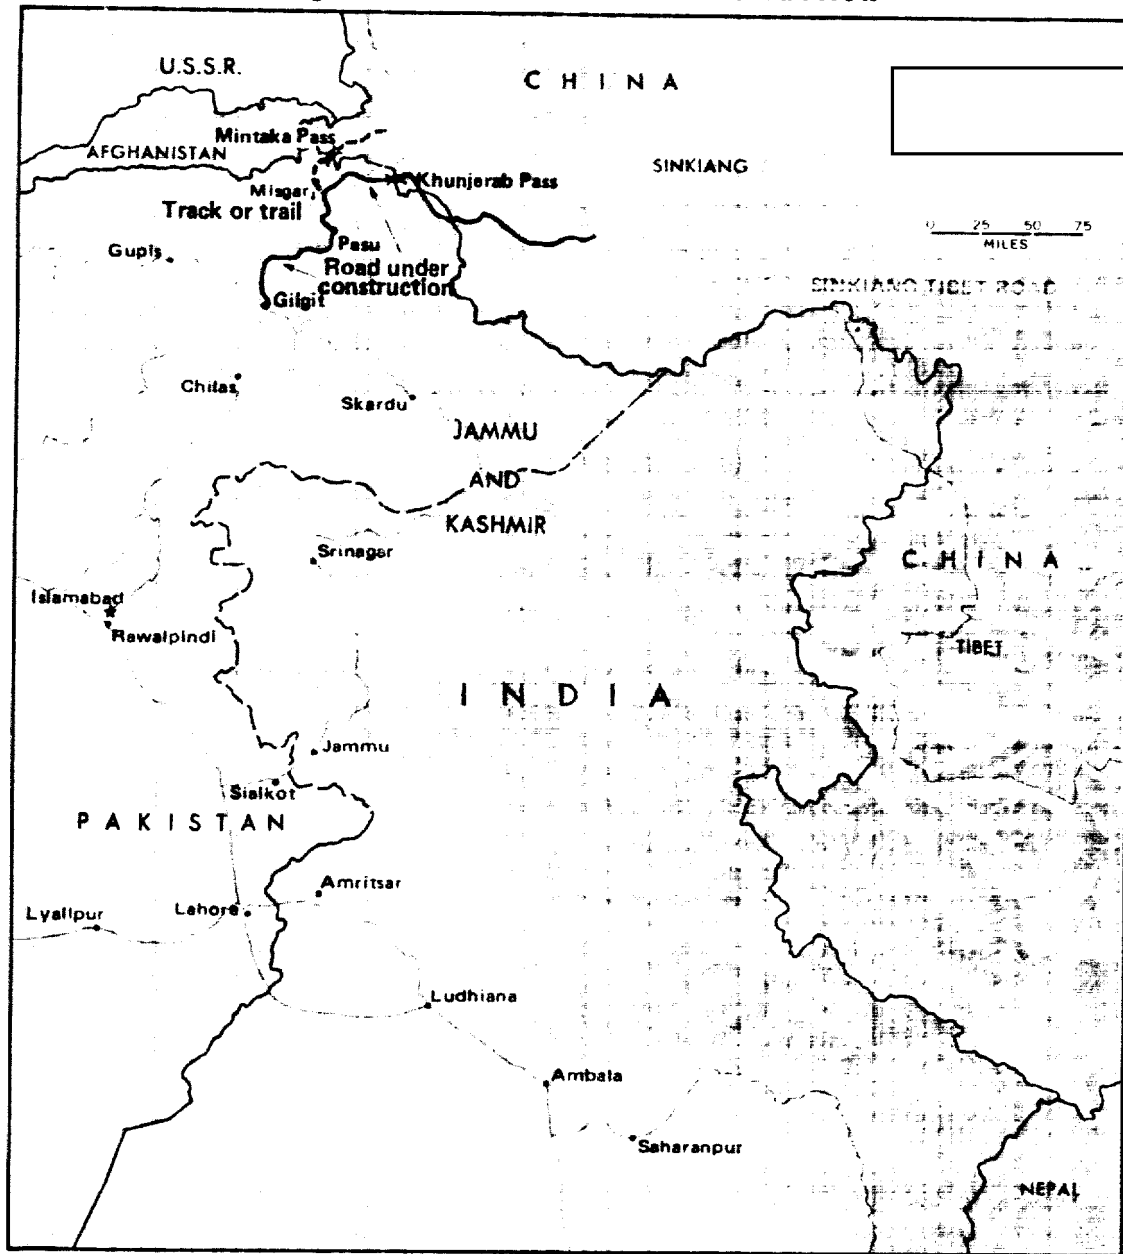 U.S.S.R.
CHINA
Mintaka Pass
AFGHANISTAN
SINKIANG
Misgar
Khunjerab Pass
Track or trail
0 25 50 75
MILES
Gupis
Pasu
Road under
construction
SINKIANG TIBET ROAD
Gilgit
Chilas
Skardu
JAMMU
AND
KASHMIR
Srinagar
CHINA
Islamabad
Rawalpindi
TIBET
INDIA
Jammu
Sialkot
PAKISTAN
Amritsar
Lyallpur
Lahore
Ludhiana
Ambala
Saharanpur
NEPAL